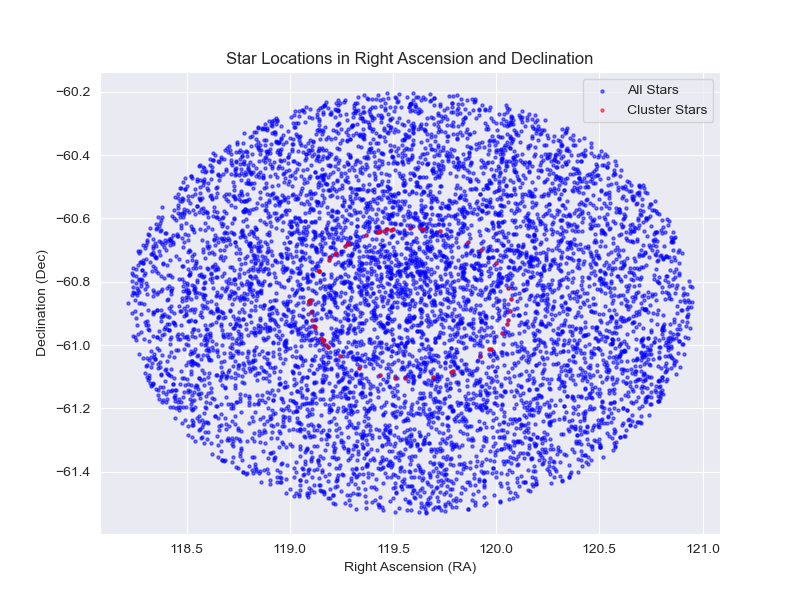 Star Locations in Right Ascension and Declination
All Stars
Cluster Stars
−60.2
−60.4
−60.6
−60.8
−61.0
−61.2
−61.4
Declination (Dec)
118.5 119.0 119.5 120.0 120.5 121.0
Right Ascension (RA)